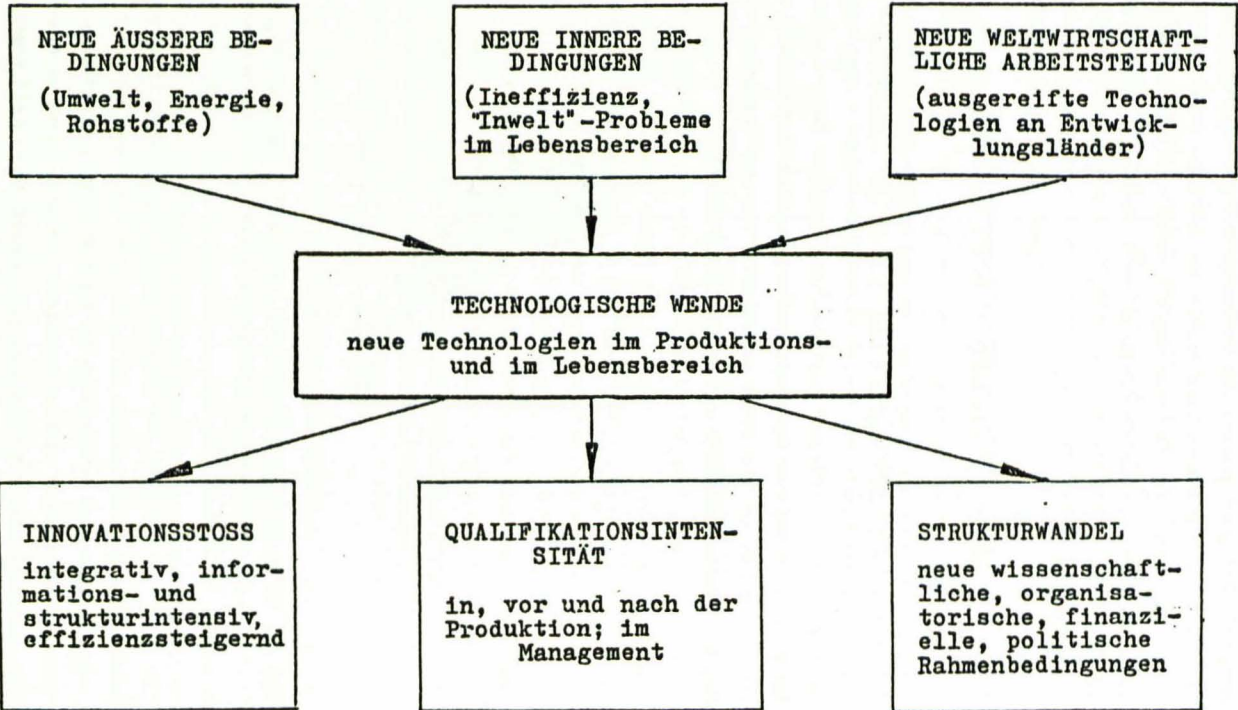 NEUE ÄUSSERE BE-
DINGUNGEN
(Umwelt, Energie,
Rohstoffe)
NEUE INNERE BE-
DINGUNGEN
(Ineffizienz,
"Inwelt"-Probleme
im Lebensbereich
NEUE WELTWIRTSCHAFT-
LICHE ARBEITSTEILUNG
(ausgereifte Techno-
logien an Entwick-
lungsländer)
TECHNOLOGISCHE WENDE
neue Technologien im Produktions-
und im Lebensbereich
INNOVATIONSSTOSS
integrativ, infor-
mations- und
strukturintensiv,
effizienzsteigernd
QUALIFIKATIONSINTEN-
SITÄT
in, vor und nach der
Produktion; im
Management
STRUKTURWANDEL
neue wissenschaft-
liche, organisa-
torische, finanzi-
elle, politische
Rahmenbedingungen